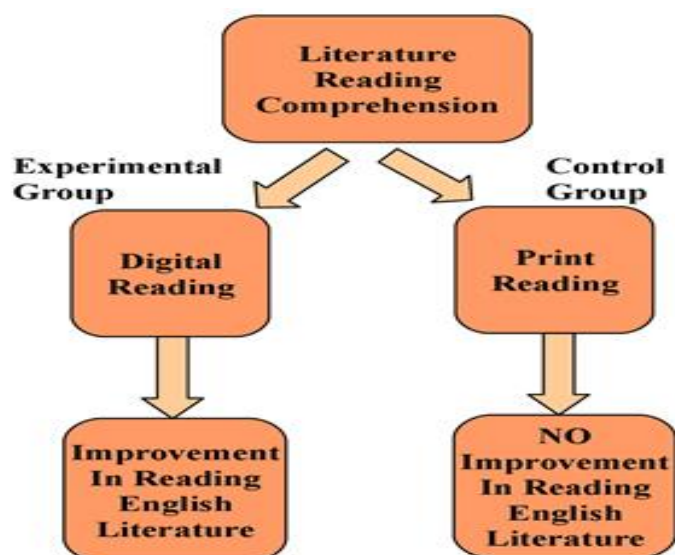 Literature
Reading
Comprehension
Experimental
Group
Control
Group
Digital
Reading
Print
Reading
Improvement
In Reading
English
Literature
NO
Improvement
In Reading
English
Literature